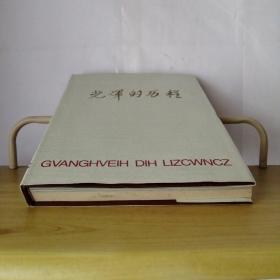 光辉的历程
GVANGHVEIH DIH LIZCWNCZ